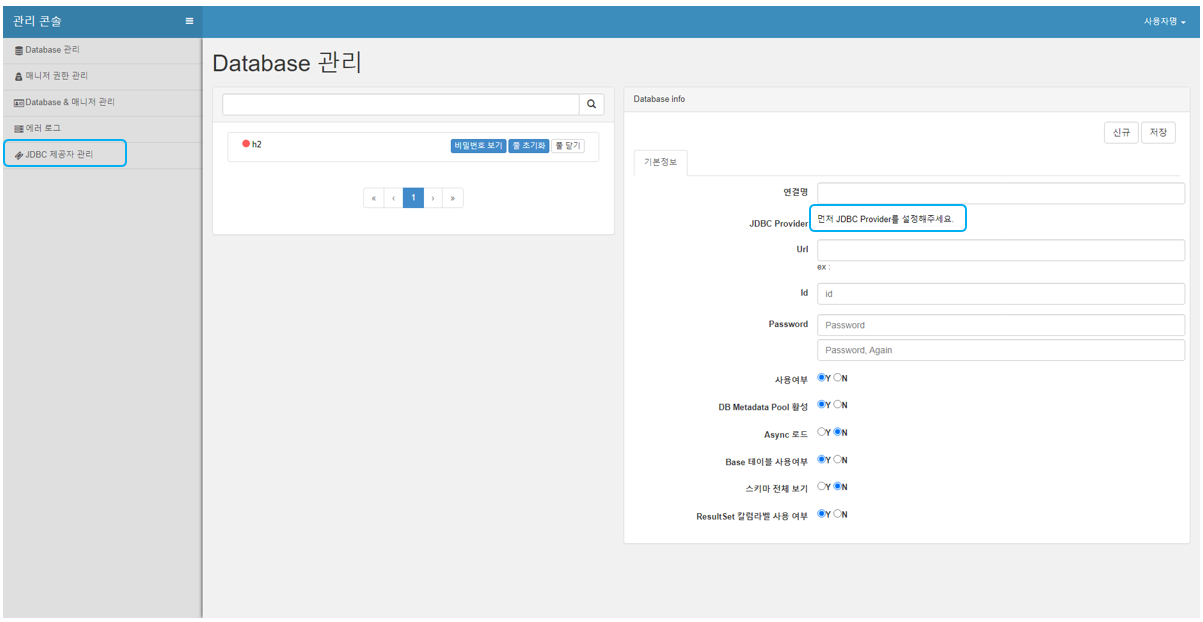 관리 콘솔
사용자명
Database 관리
매니저 권한 관리
Database & 매니저 관리
에러 로그
JDBC 제공자 관리
Database 관리
h2
비밀번호 보기 풀 초기화 풀 닫기
« ‹ 1 › »
Database info
신규 저장
기본정보
연결명
JDBC Provider 먼저 JDBC Provider를 설정해주세요.
Url
ex :
Id id
Password Password
Password, Again
사용여부 Y N
DB Metadata Pool 활성 Y N
Async 로드 Y N
Base 테이블 사용여부 Y N
스키마 전체 보기 Y N
ResultSet 칼럼라벨 사용 여부 Y N